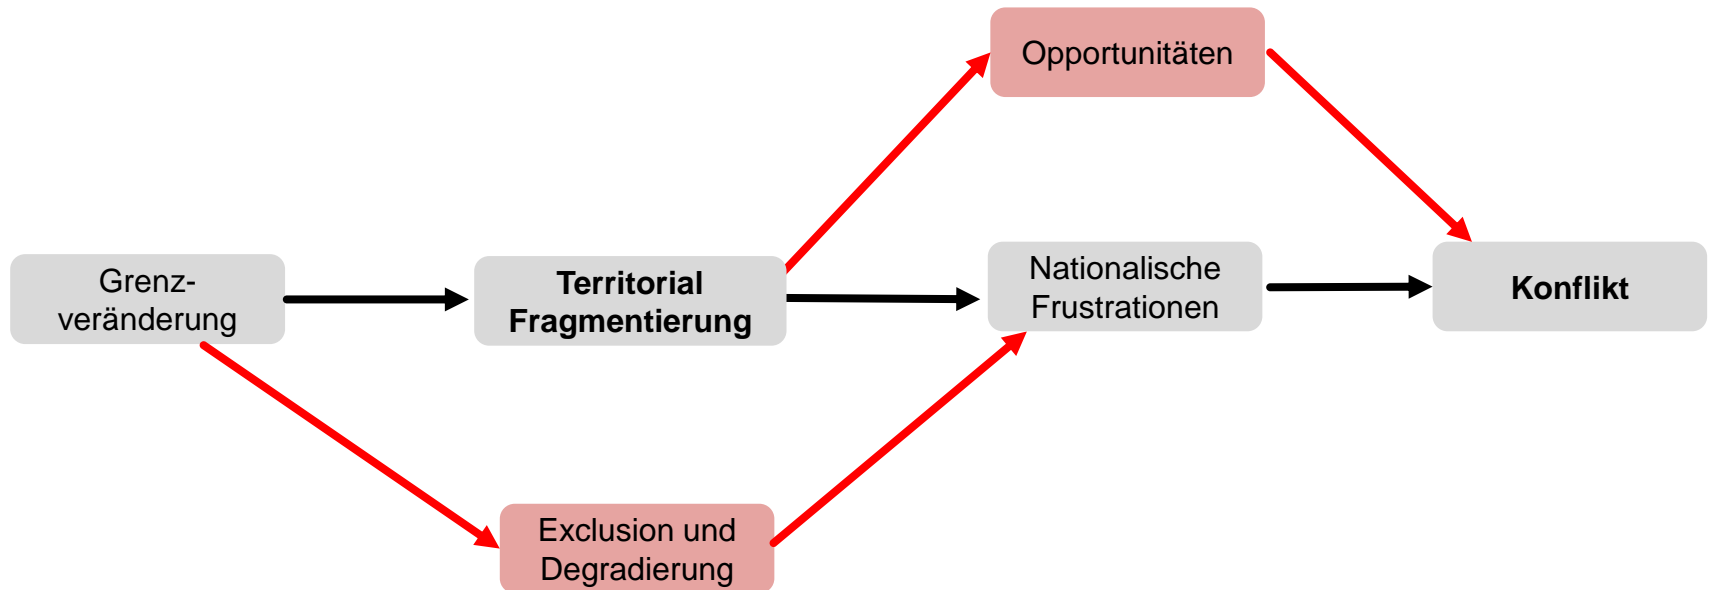 Opportunitäten
Grenz-
veränderung
Territorial
Fragmentierung
Nationalische
Frustrationen
Konflikt
Exclusion und
Degradierung